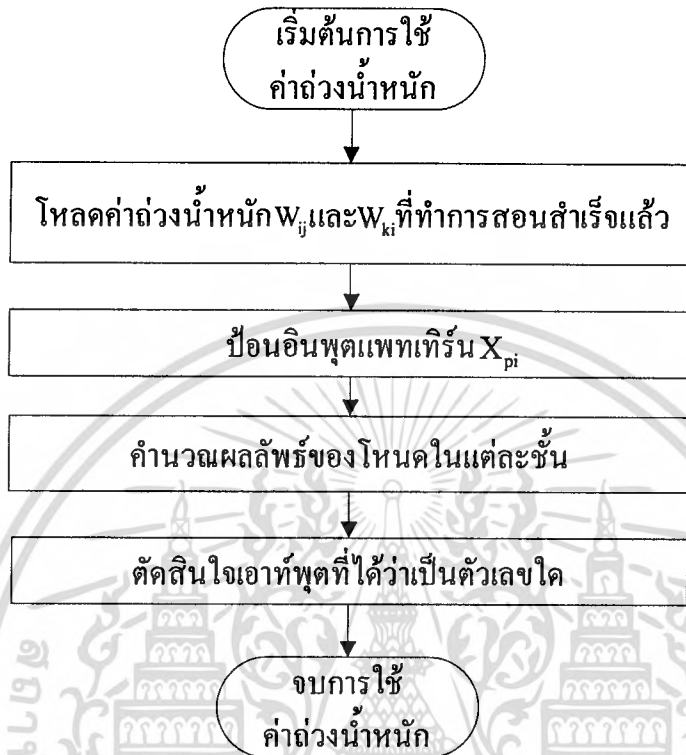 เริ่มต้นการใช้
ค่าถ่วงน้ำหนัก
โหลดค่าถ่วงน้ำหนัก W_ij และ W_ki ที่ทำการสอนสำเร็จแล้ว
ป้อนอินพุตแพทเทิร์น X_pi
คำนวณผลลัพธ์ของโหนดในแต่ละชั้น
ตัดสินใจเอาท์พุตที่ได้ว่าเป็นตัวเลขใด
จบการใช้
ค่าถ่วงน้ำหนัก